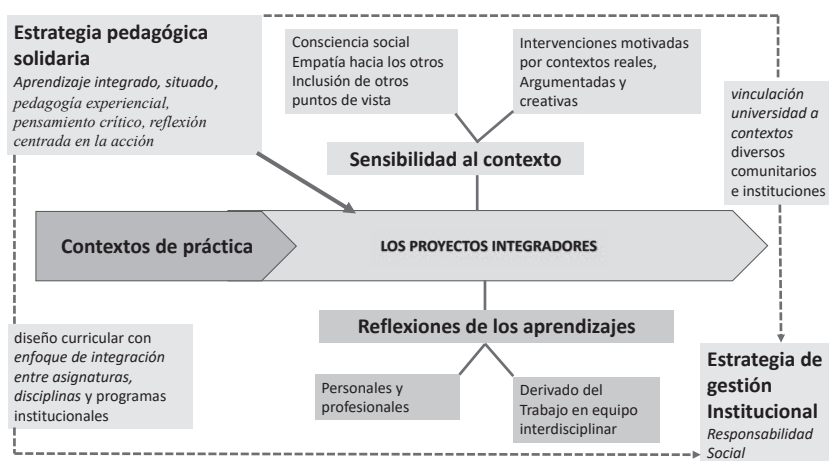 Estrategia pedagógica
solidaria
Aprendizaje integrado, situado,
pedagogía experiencial,
pensamiento crítico, reflexión
centrada en la acción
Consciencia social
Empatía hacia los otros
Inclusión de otros
puntos de vista
Intervenciones motivadas
por contextos reales,
Argumentadas y
creativas
vinculación
universidad a
contextos
diversos
comunitarios
e instituciones
Sensibilidad al contexto
Contextos de práctica
LOS PROYECTOS INTEGRADORES
Reflexiones de los aprendizajes
diseño curricular con
enfoque de integración
entre asignaturas,
disciplinas y programas
institucionales
Personales y
profesionales
Derivado del
Trabajo en equipo
interdisciplinar
Estrategia de
gestión
Institucional
Responsabilidad
Social